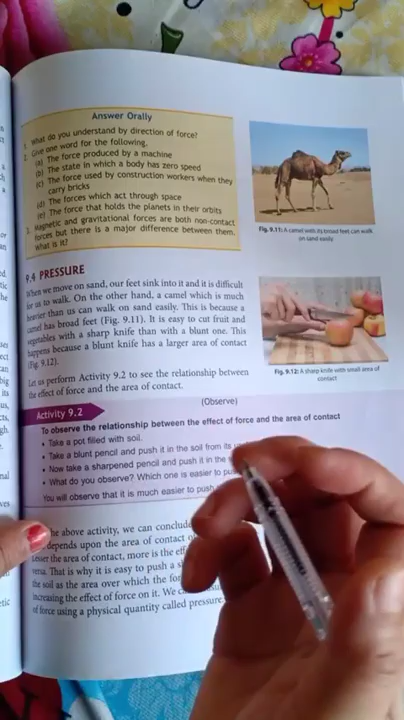 Answer Orally
1. What do you understand by direction of force?
2. Give one word for the following.
(a) The force produced by a machine
(b) The state in which a body has zero speed
(c) The force used by construction workers when they
carry bricks
(d) The forces which act through space
(e) The force that holds the planets in their orbits
3. Magnetic and gravitational forces are both non-contact
forces but there is a major difference between them.
What is it?
Fig. 9.11: A camel with its broad feet can walk
on sand easily
9.4 PRESSURE
When we move on sand, our feet sink into it and it is difficult
for us to walk. On the other hand, a camel which is much
heavier than us can walk on sand easily. This is because a
camel has broad feet (Fig. 9.11). It is easy to cut fruit and
vegetables with a sharp knife than with a blunt one. This
happens because a blunt knife has a larger area of contact
(Fig. 9.12).
Fig. 9.12: A sharp knife with small area of
contact
Let us perform Activity 9.2 to see the relationship between
the effect of force and the area of contact.
Activity 9.2
(Observe)
To observe the relationship between the effect of force and the area of contact
• Take a pot filled with soil.
• Take a blunt pencil and push it in the soil from its
• Now take a sharpened pencil and push it in the
• What do you observe? Which one is easier to
You will observe that it is much easier to push
the above activity, we can conclude
depends upon the area of contact
the area of contact, more is the
versa. That is why it is easy to push a
the soil as the area over which the
increasing the effect of force on it. We
of force using a physical quantity called pressure.